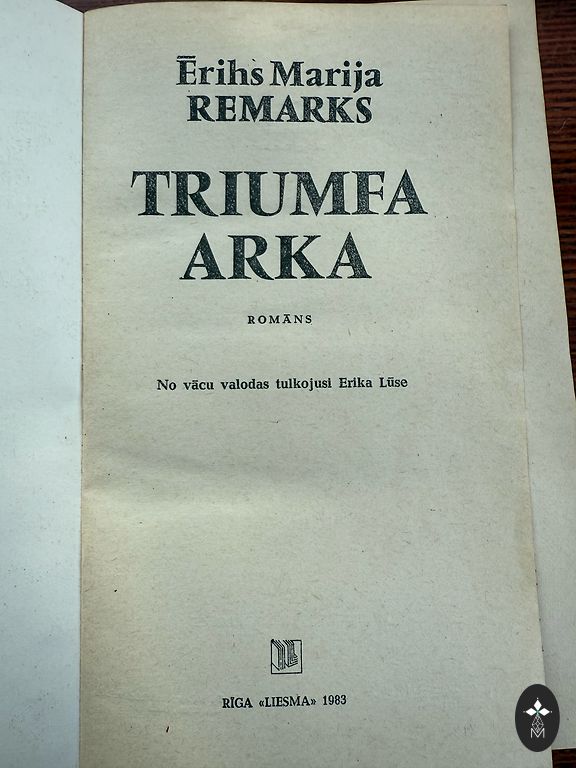 Ērihs Marija
REMARKS
TRIUMFA
ARKA
ROMĀNS
No vācu valodas tulkojusi Erika Lūse
RĪGA «LIESMA» 1983
M